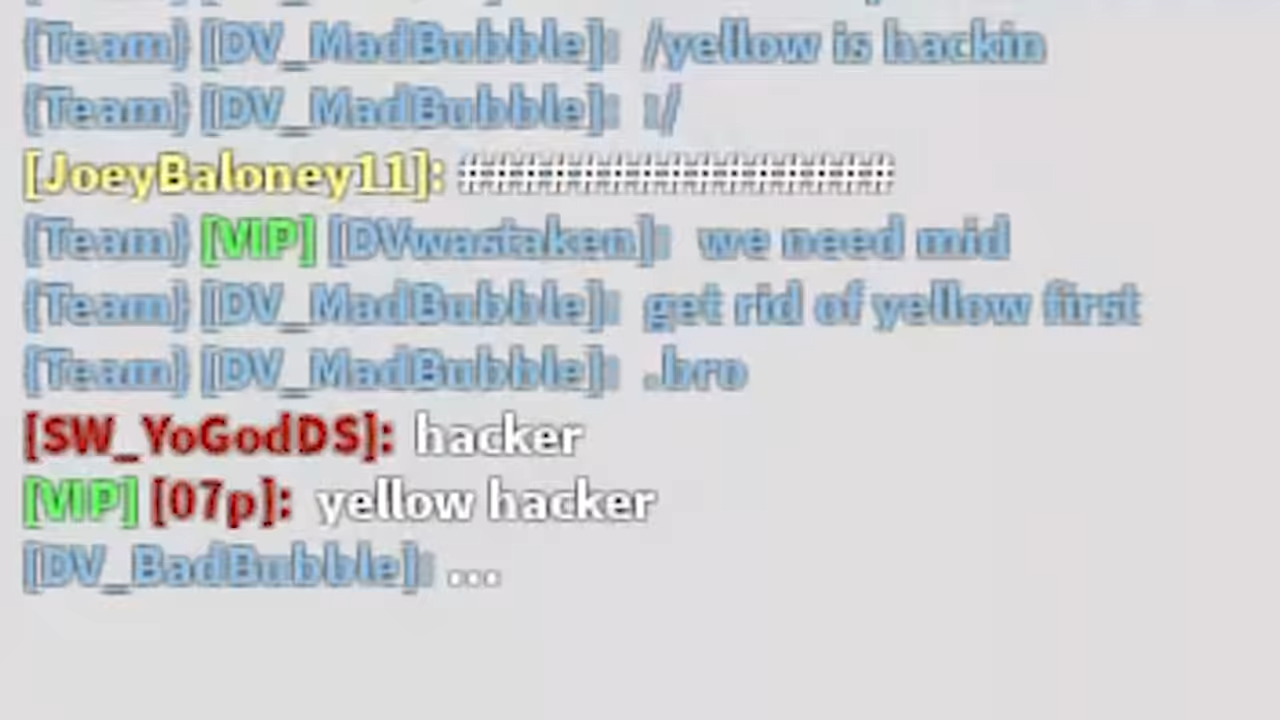 {Team} [DV_MadBubble]: /yellow is hackin
{Team} [DV_MadBubble]: :/
[JoeyBaloney11]: ####################
{Team} [VIP] [DVwastaken]: we need mid
{Team} [DV_MadBubble]: get rid of yellow first
{Team} [DV_MadBubble]: .bro
[SW_YoGodDS]: hacker
[VIP] [07p]: yellow hacker
[DV_BadBubble]: ...